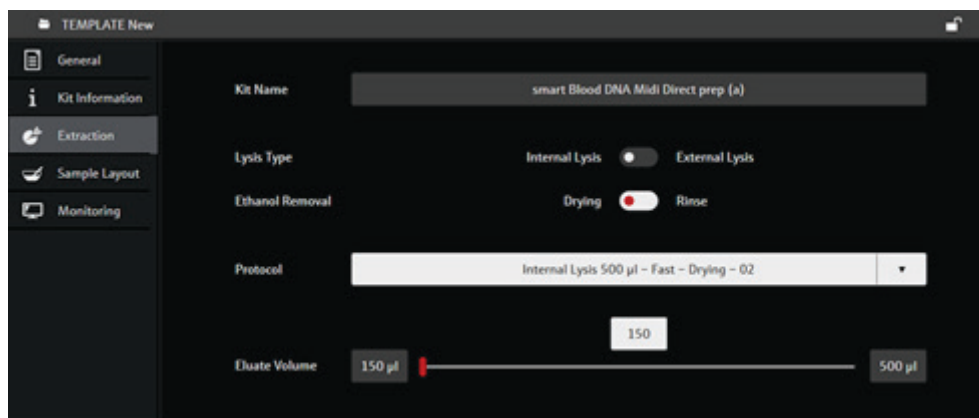 TEMPLATE New
General
Kit Information
Extraction
Sample Layout
Monitoring
Kit Name
smart Blood DNA Midi Direct prep (a)
Lysis Type
Internal Lysis
External Lysis
Ethanol Removal
Drying
Rinse
Protocol
Internal Lysis 500 µl – Fast – Drying – 02
150
Eluate Volume
150 µl
500 µl